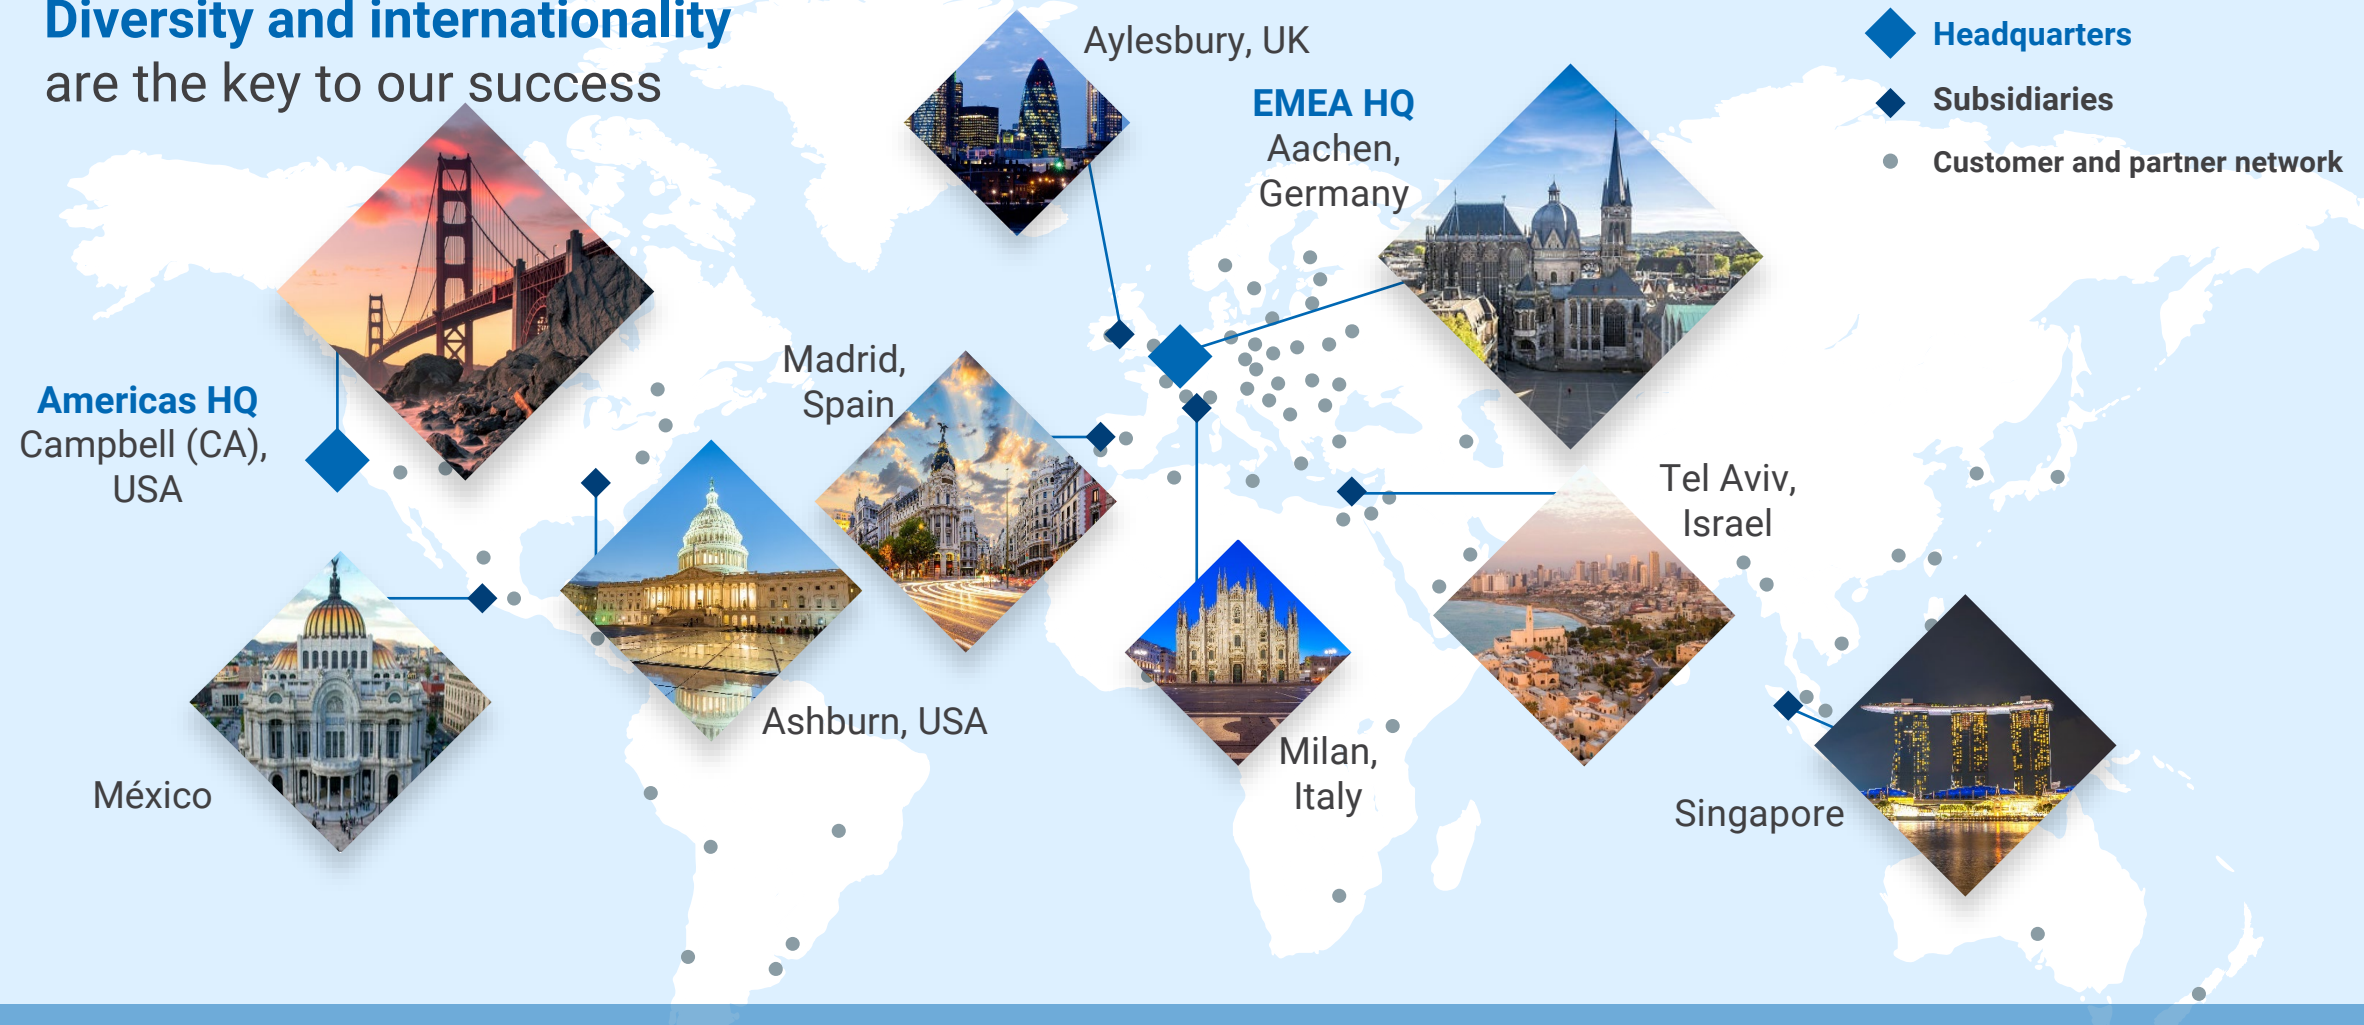 Diversity and internationality
are the key to our success
Aylesbury, UK
EMEA HQ
Aachen,
Germany
Headquarters
Subsidiaries
Customer and partner network
Madrid,
Spain
Americas HQ
Campbell (CA),
USA
Tel Aviv,
Israel
Ashburn, USA
Milan,
Italy
México
Singapore